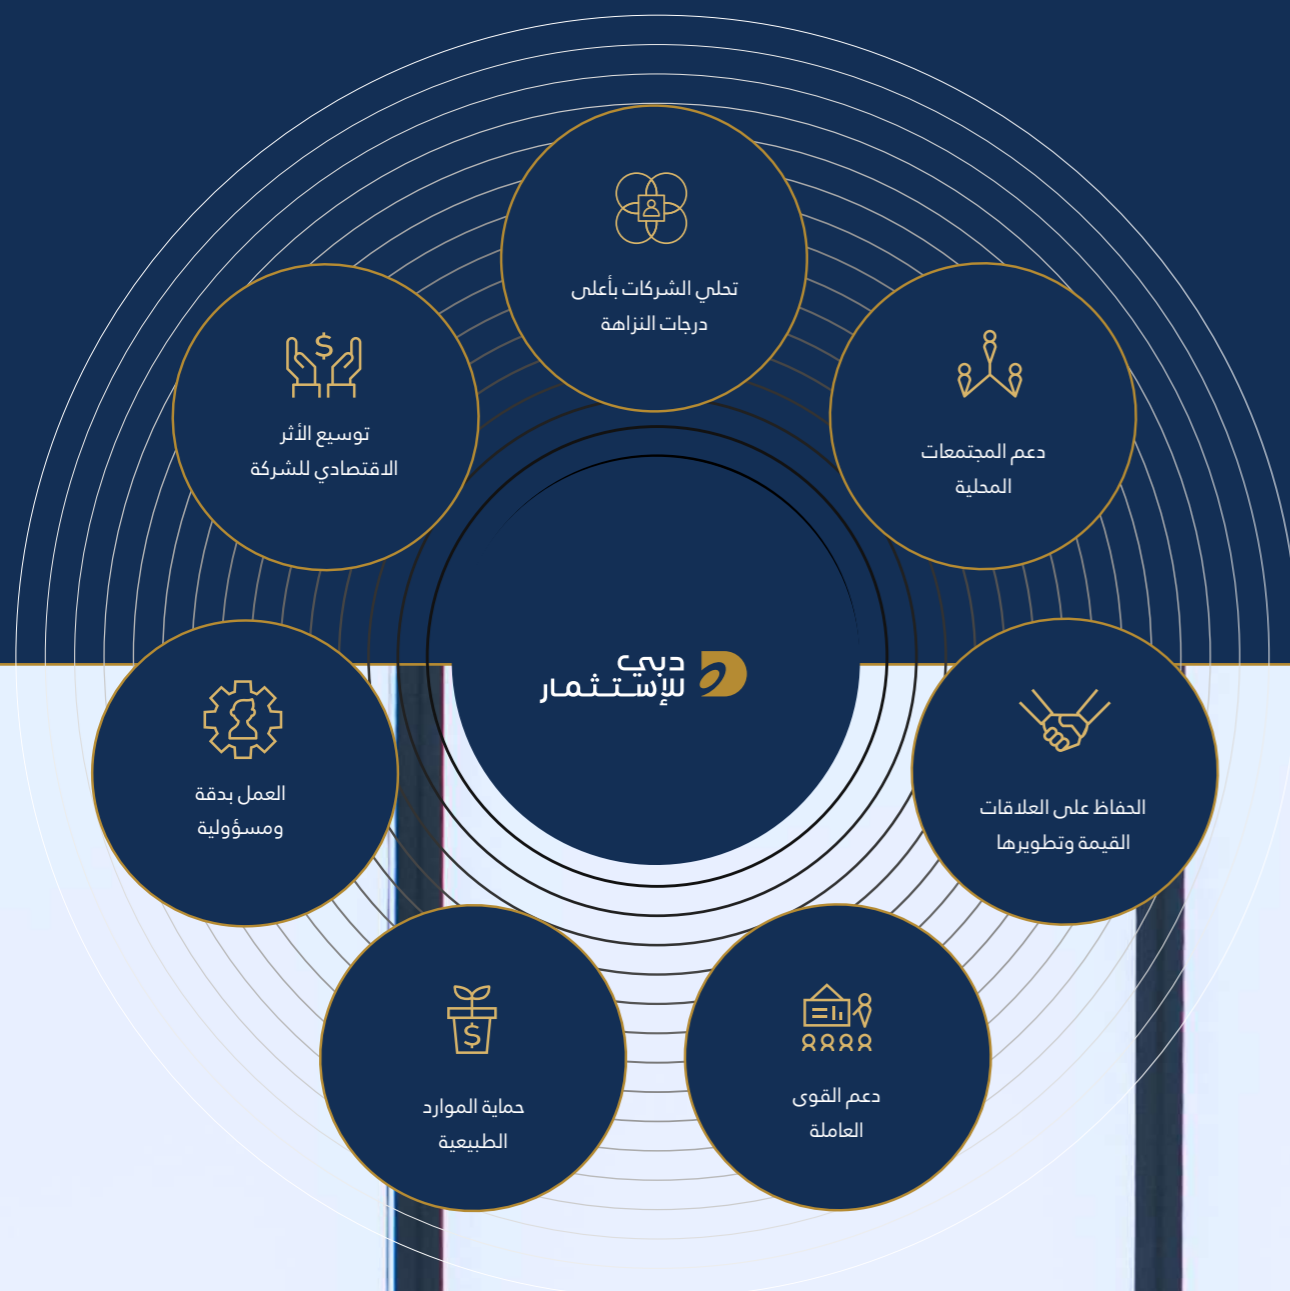 تحلي الشركات بأعلى
درجات النزاهة
دعم المجتمعات
المحلية
توسيع الأثر
الاقتصادي للشركة
دبي
للإستثمار
الحفاظ على العلاقات
القيمة وتطويرها
العمل بدقة
ومسؤولية
دعم القوى
العاملة
حماية الموارد
الطبيعية